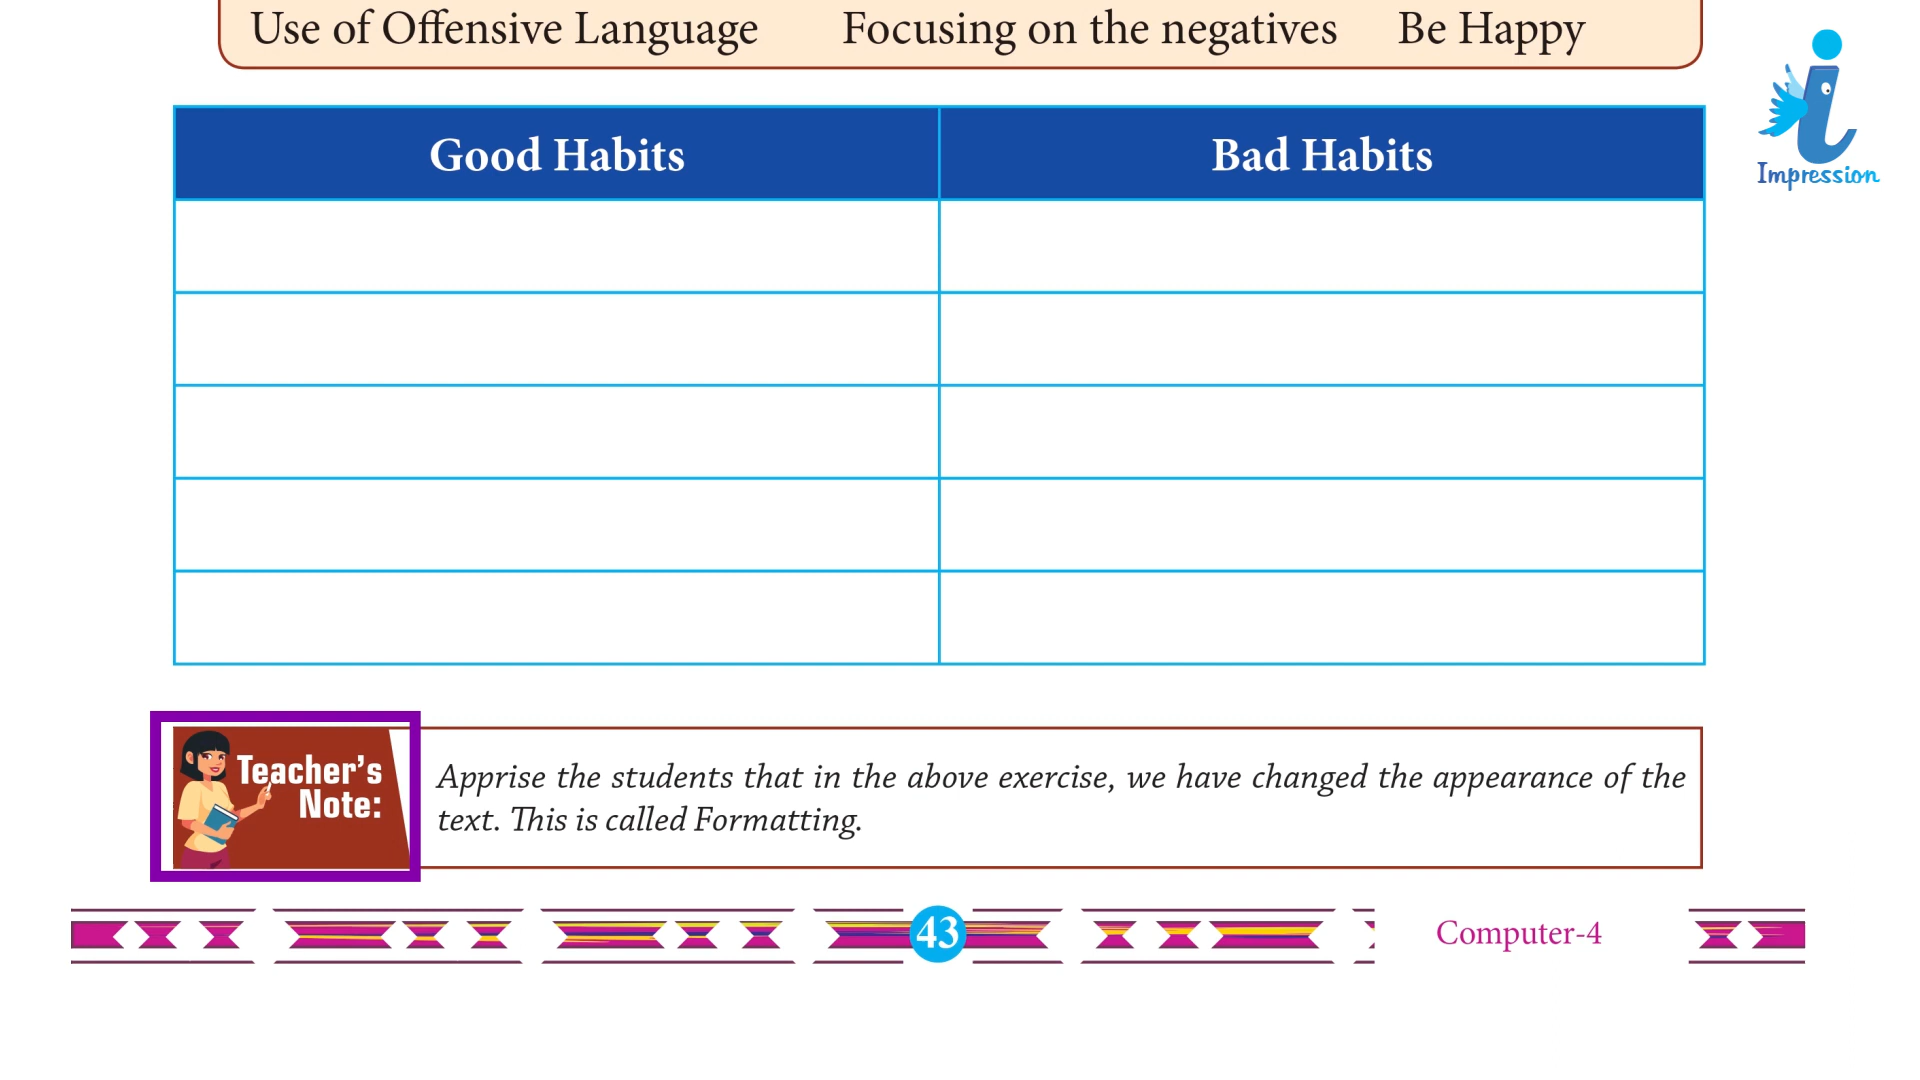 Use of Offensive Language Focusing on the negatives Be Happy
Impression
Good Habits Bad Habits
Teacher's
Note:
Apprise the students that in the above exercise, we have changed the appearance of the
text. This is called Formatting.
43
Computer-4